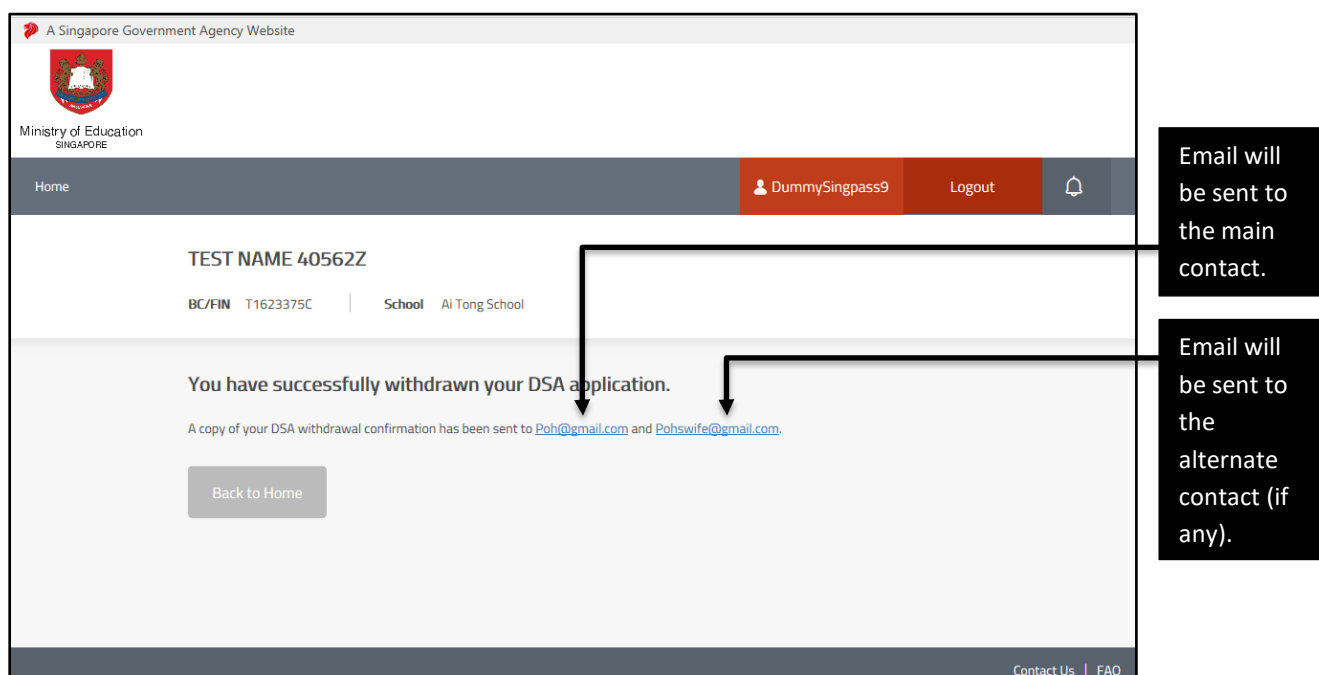 A Singapore Government Agency Website
Ministry of Education
SINGAPORE
Home
DummySingpass9
Logout
TEST NAME 40562Z
BC/FIN T1623375C School Ai Tong School
You have successfully withdrawn your DSA application.
A copy of your DSA withdrawal confirmation has been sent to Poh@gmail.com and Pohswife@gmail.com.
Back to Home
Contact Us | FAQ
Email will
be sent to
the main
contact.
Email will
be sent to
the
alternate
contact (if
any).